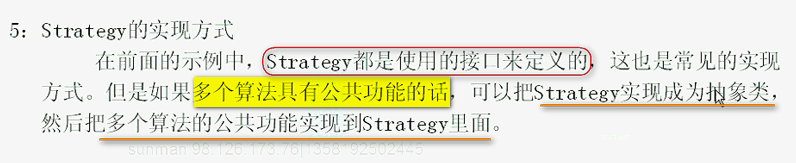 5：Strategy的实现方式
在前面的示例中，Strategy都是使用的接口来定义的，这也是常见的实现
方式。但是如果多个算法具有公共功能的话，可以把Strategy实现成为抽象类，
然后把多个算法的公共功能实现到Strategy里面。